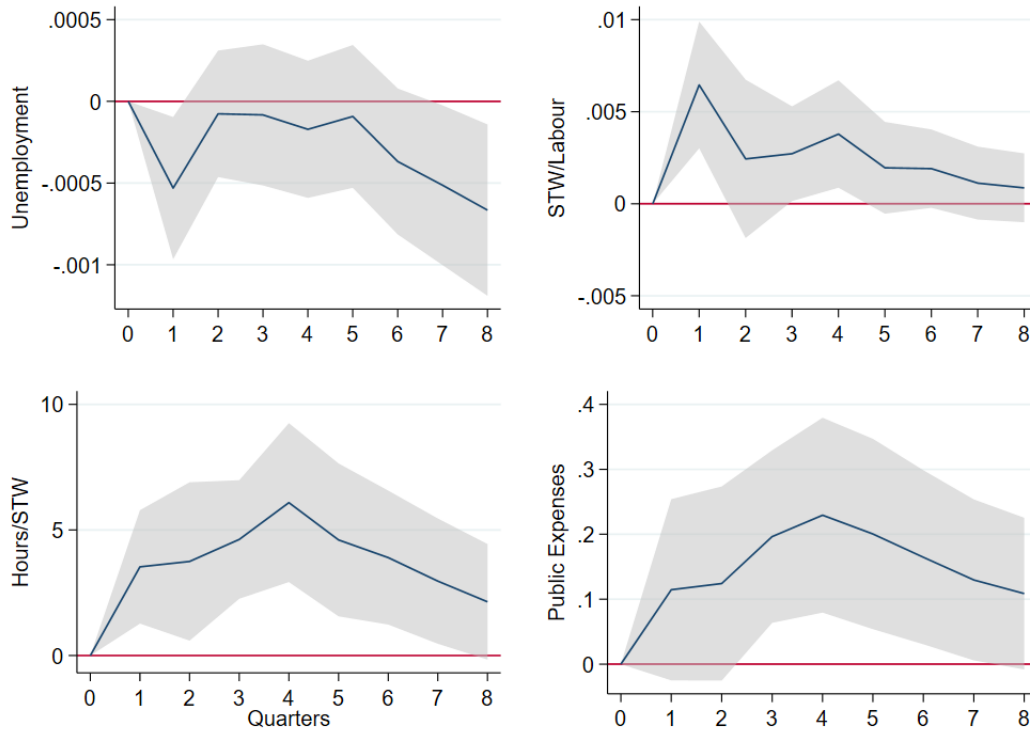 Unemployment
.0005
0
-.0005
-.001
0 1 2 3 4 5 6 7 8
STW/Labour
.01
.005
0
-.005
0 1 2 3 4 5 6 7 8
Hours/STW
10
5
0
0 1 2 3 4 5 6 7 8
Quarters
Public Expenses
.4
.3
.2
.1
0
0 1 2 3 4 5 6 7 8